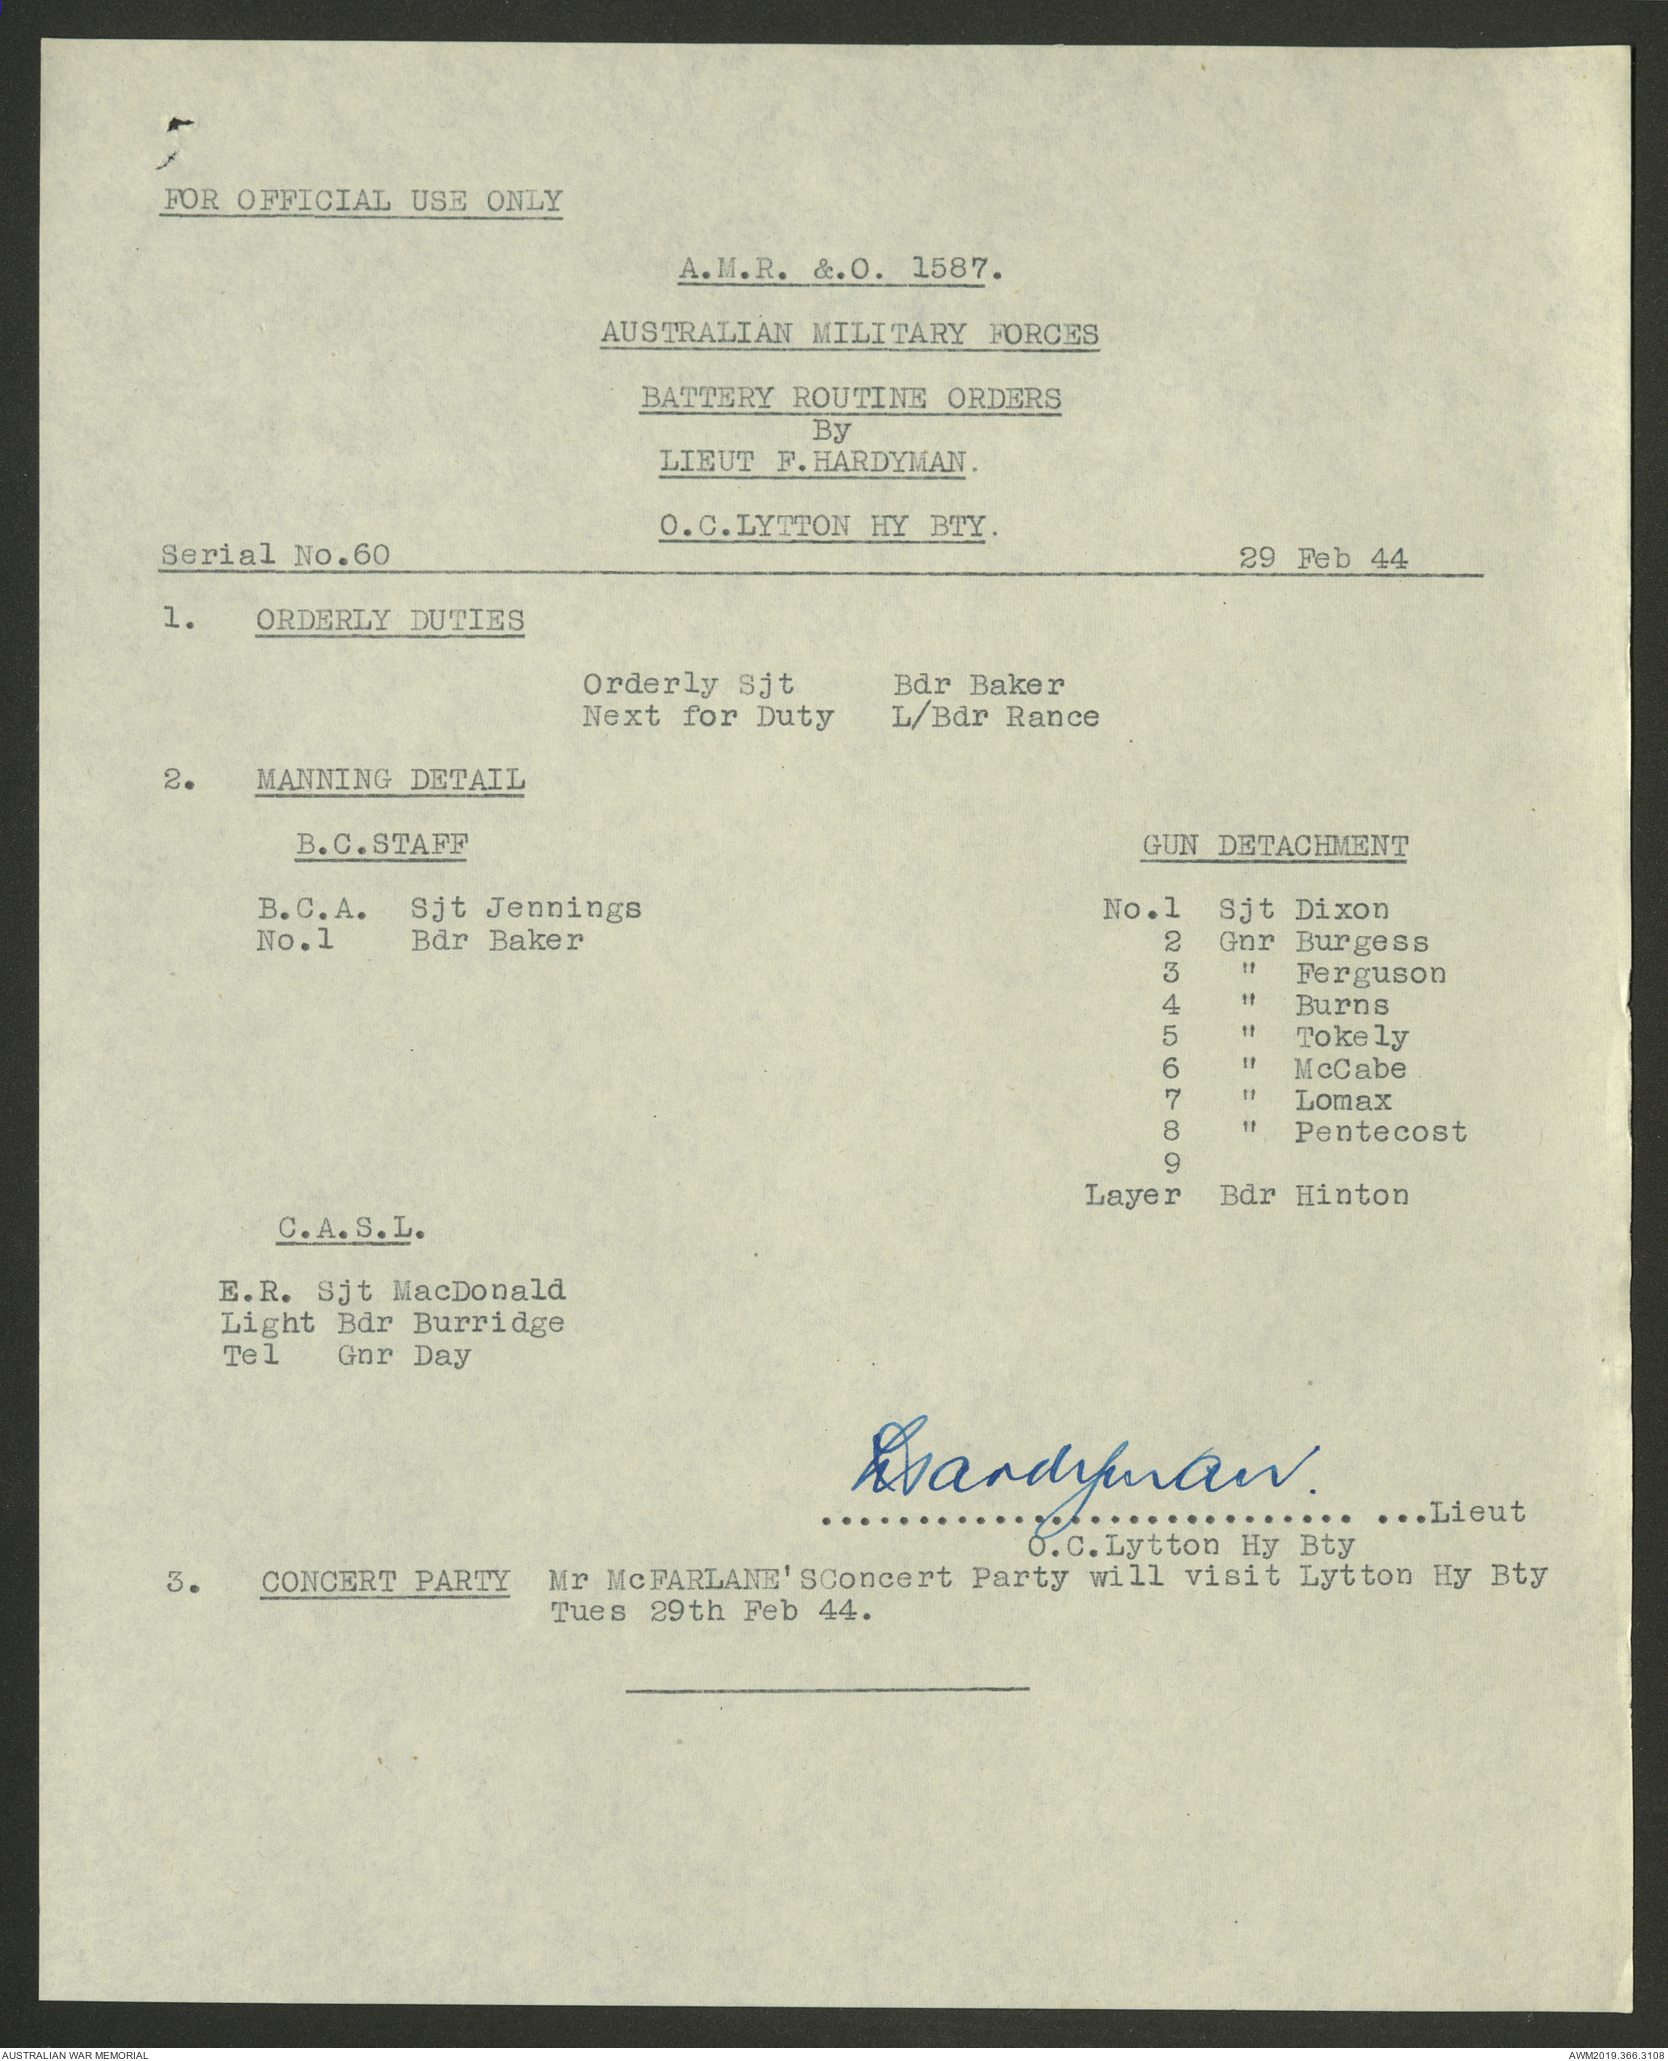 FOR OFFICIAL USE ONLY
A.M.R. &.O. 1587.
AUSTRALIAN MILITARY FORCES
BATTERY ROUTINE ORDERS
By
LIEUT F.HARDYMAN.
O.C.LYTTON HY BTY.
Serial No.60 29 Feb 44
1. ORDERLY DUTIES
Orderly Sjt Bdr Baker
Next for Duty L/Bdr Rance
2. MANNING DETAIL
B.C.STAFF
B.C.A. Sjt Jennings
No.1 Bdr Baker
GUN DETACHMENT
No.1 Sjt Dixon
2 Gnr Burgess
3 " Ferguson
4 " Burns
5 " Tokely
6 " McCabe
7 " Lomax
8 " Pentecost
9
Layer Bdr Hinton
C.A.S.L.
E.R. Sjt MacDonald
Light Bdr Burridge
Tel Gnr Day
Hardyman.
.............................. ...Lieut
O.C.Lytton Hy Bty
3. CONCERT PARTY Mr McFARLANE'SConcert Party will visit Lytton Hy Bty
Tues 29th Feb 44.
AUSTRALIAN WAR MEMORIAL AWM2019.366.3108